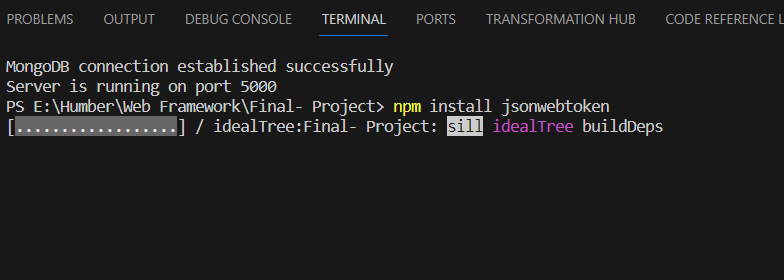 PROBLEMS OUTPUT DEBUG CONSOLE TERMINAL PORTS TRANSFORMATION HUB CODE REFERENCE L
MongoDB connection established successfully
Server is running on port 5000
PS E:\Humber\Web Framework\Final- Project> npm install jsonwebtoken
[..................] / idealTree:Final- Project: sill idealTree buildDeps